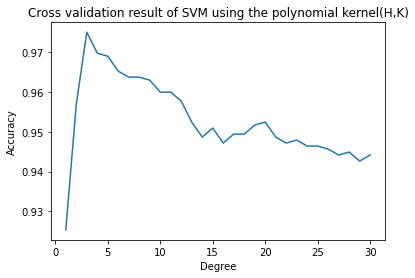 Cross validation result of SVM using the polynomial kernel(H,K)
0.97
0.96
0.95
0.94
0.93
Accuracy
0 5 10 15 20 25 30
Degree